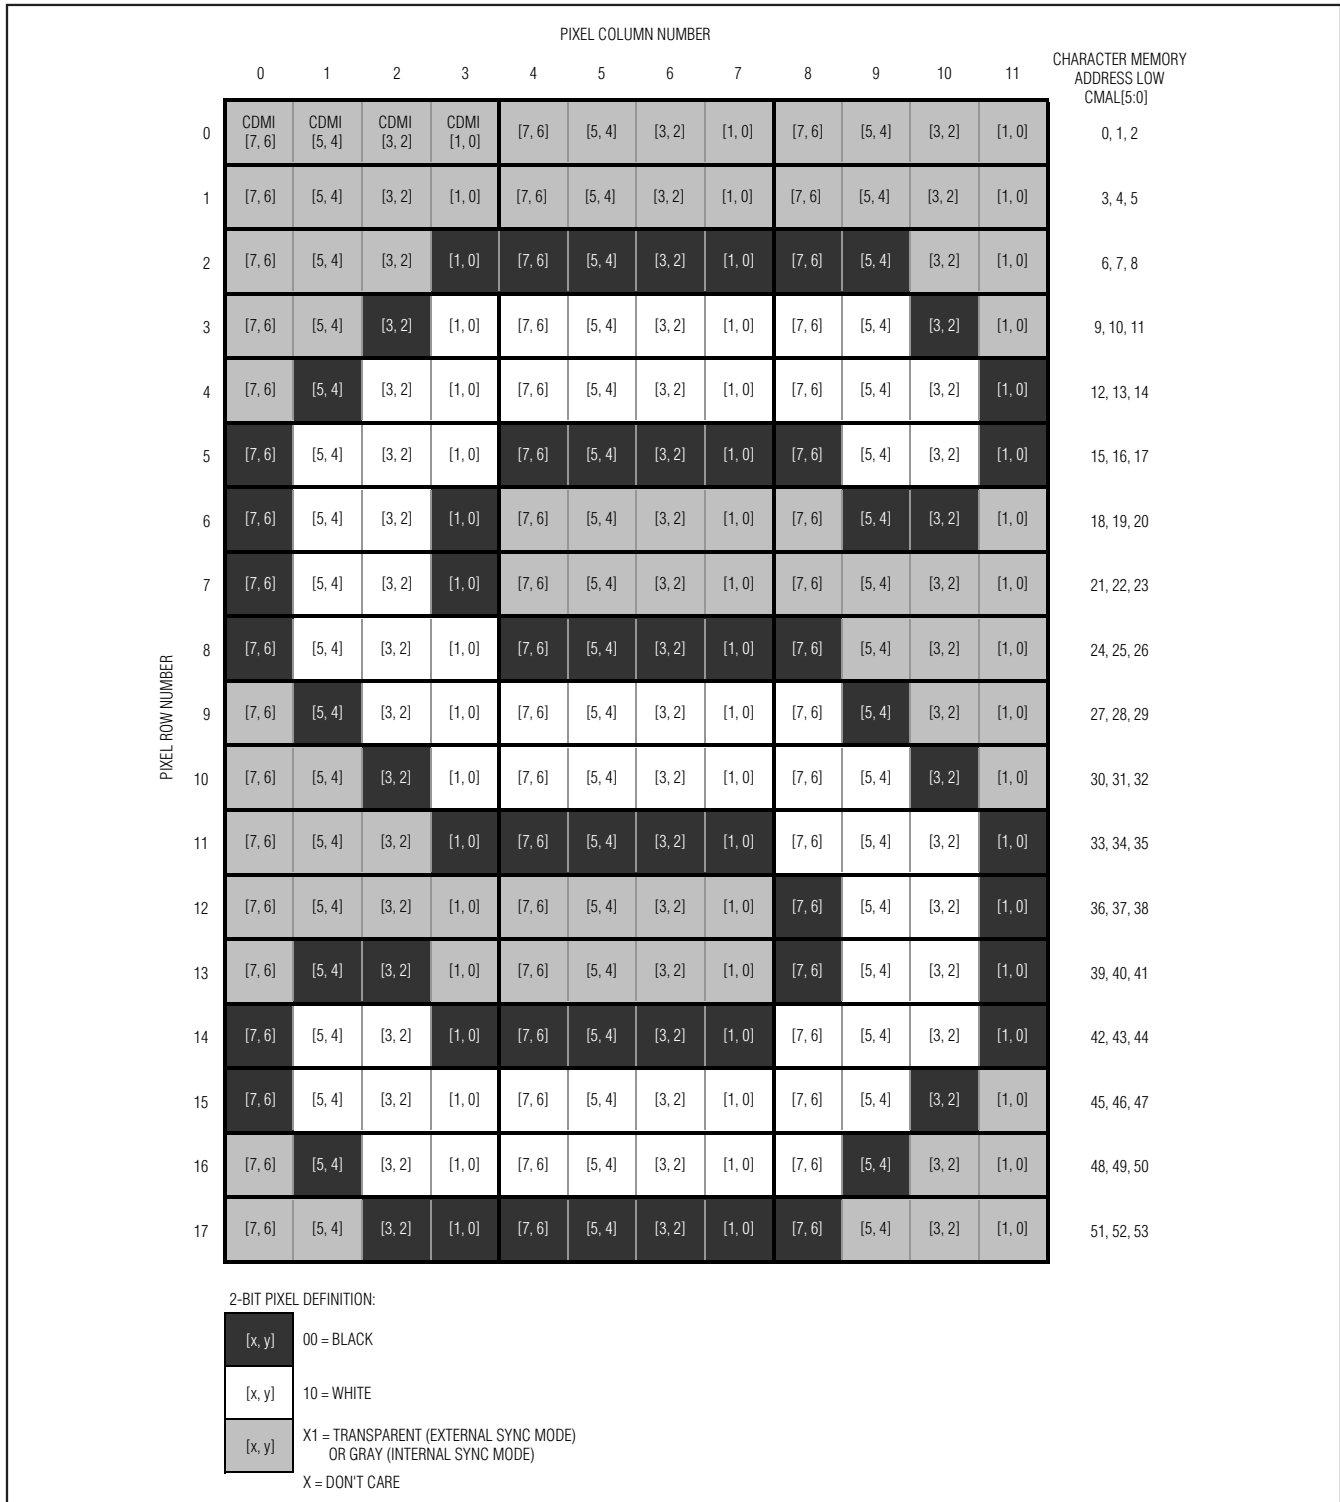 PIXEL COLUMN NUMBER
0 1 2 3 4 5 6 7 8 9 10 11
CHARACTER MEMORY
ADDRESS LOW
CMAL[5:0]
0 CDMI [7, 6] CDMI [5, 4] CDMI [3, 2] CDMI [1, 0] [7, 6] [5, 4] [3, 2] [1, 0] [7, 6] [5, 4] [3, 2] [1, 0] 0, 1, 2
1 [7, 6] [5, 4] [3, 2] [1, 0] [7, 6] [5, 4] [3, 2] [1, 0] [7, 6] [5, 4] [3, 2] [1, 0] 3, 4, 5
2 [7, 6] [5, 4] [3, 2] [1, 0] [7, 6] [5, 4] [3, 2] [1, 0] [7, 6] [5, 4] [3, 2] [1, 0] 6, 7, 8
3 [7, 6] [5, 4] [3, 2] [1, 0] [7, 6] [5, 4] [3, 2] [1, 0] [7, 6] [5, 4] [3, 2] [1, 0] 9, 10, 11
4 [7, 6] [5, 4] [3, 2] [1, 0] [7, 6] [5, 4] [3, 2] [1, 0] [7, 6] [5, 4] [3, 2] [1, 0] 12, 13, 14
5 [7, 6] [5, 4] [3, 2] [1, 0] [7, 6] [5, 4] [3, 2] [1, 0] [7, 6] [5, 4] [3, 2] [1, 0] 15, 16, 17
6 [7, 6] [5, 4] [3, 2] [1, 0] [7, 6] [5, 4] [3, 2] [1, 0] [7, 6] [5, 4] [3, 2] [1, 0] 18, 19, 20
7 [7, 6] [5, 4] [3, 2] [1, 0] [7, 6] [5, 4] [3, 2] [1, 0] [7, 6] [5, 4] [3, 2] [1, 0] 21, 22, 23
8 [7, 6] [5, 4] [3, 2] [1, 0] [7, 6] [5, 4] [3, 2] [1, 0] [7, 6] [5, 4] [3, 2] [1, 0] 24, 25, 26
PIXEL ROW NUMBER
9 [7, 6] [5, 4] [3, 2] [1, 0] [7, 6] [5, 4] [3, 2] [1, 0] [7, 6] [5, 4] [3, 2] [1, 0] 27, 28, 29
10 [7, 6] [5, 4] [3, 2] [1, 0] [7, 6] [5, 4] [3, 2] [1, 0] [7, 6] [5, 4] [3, 2] [1, 0] 30, 31, 32
11 [7, 6] [5, 4] [3, 2] [1, 0] [7, 6] [5, 4] [3, 2] [1, 0] [7, 6] [5, 4] [3, 2] [1, 0] 33, 34, 35
12 [7, 6] [5, 4] [3, 2] [1, 0] [7, 6] [5, 4] [3, 2] [1, 0] [7, 6] [5, 4] [3, 2] [1, 0] 36, 37, 38
13 [7, 6] [5, 4] [3, 2] [1, 0] [7, 6] [5, 4] [3, 2] [1, 0] [7, 6] [5, 4] [3, 2] [1, 0] 39, 40, 41
14 [7, 6] [5, 4] [3, 2] [1, 0] [7, 6] [5, 4] [3, 2] [1, 0] [7, 6] [5, 4] [3, 2] [1, 0] 42, 43, 44
15 [7, 6] [5, 4] [3, 2] [1, 0] [7, 6] [5, 4] [3, 2] [1, 0] [7, 6] [5, 4] [3, 2] [1, 0] 45, 46, 47
16 [7, 6] [5, 4] [3, 2] [1, 0] [7, 6] [5, 4] [3, 2] [1, 0] [7, 6] [5, 4] [3, 2] [1, 0] 48, 49, 50
17 [7, 6] [5, 4] [3, 2] [1, 0] [7, 6] [5, 4] [3, 2] [1, 0] [7, 6] [5, 4] [3, 2] [1, 0] 51, 52, 53
2-BIT PIXEL DEFINITION:
[x, y] 00 = BLACK
[x, y] 10 = WHITE
[x, y] X1 = TRANSPARENT (EXTERNAL SYNC MODE)
OR GRAY (INTERNAL SYNC MODE)
X = DON'T CARE